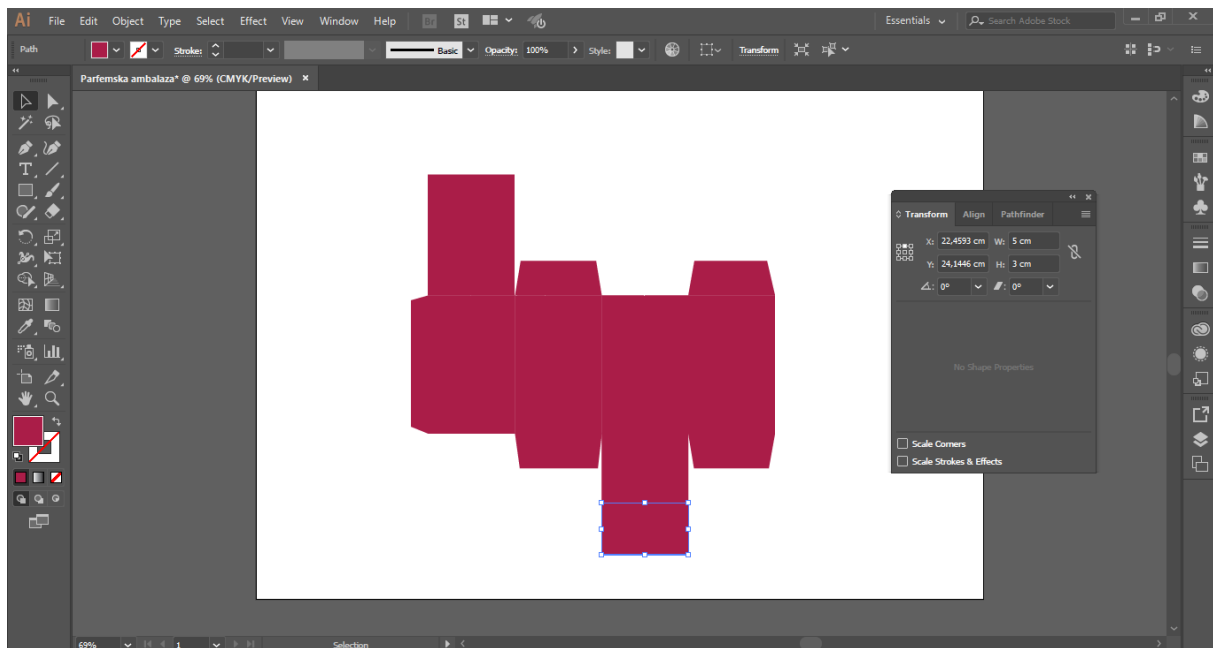 Ai File Edit Object Type Select Effect View Window Help Br St Essentials Search Adobe Stock
Path Stroke: Basic Opacity: 100% Style: Transform
Parfemska ambalaza* @ 69% (CMYK/Preview) ×
Transform Align Pathfinder
X: 22,4593 cm W: 5 cm
Y: 24,1446 cm H: 3 cm
0° 0°
No Shape Properties
Scale Corners
Scale Strokes & Effects
69% 1 Selection